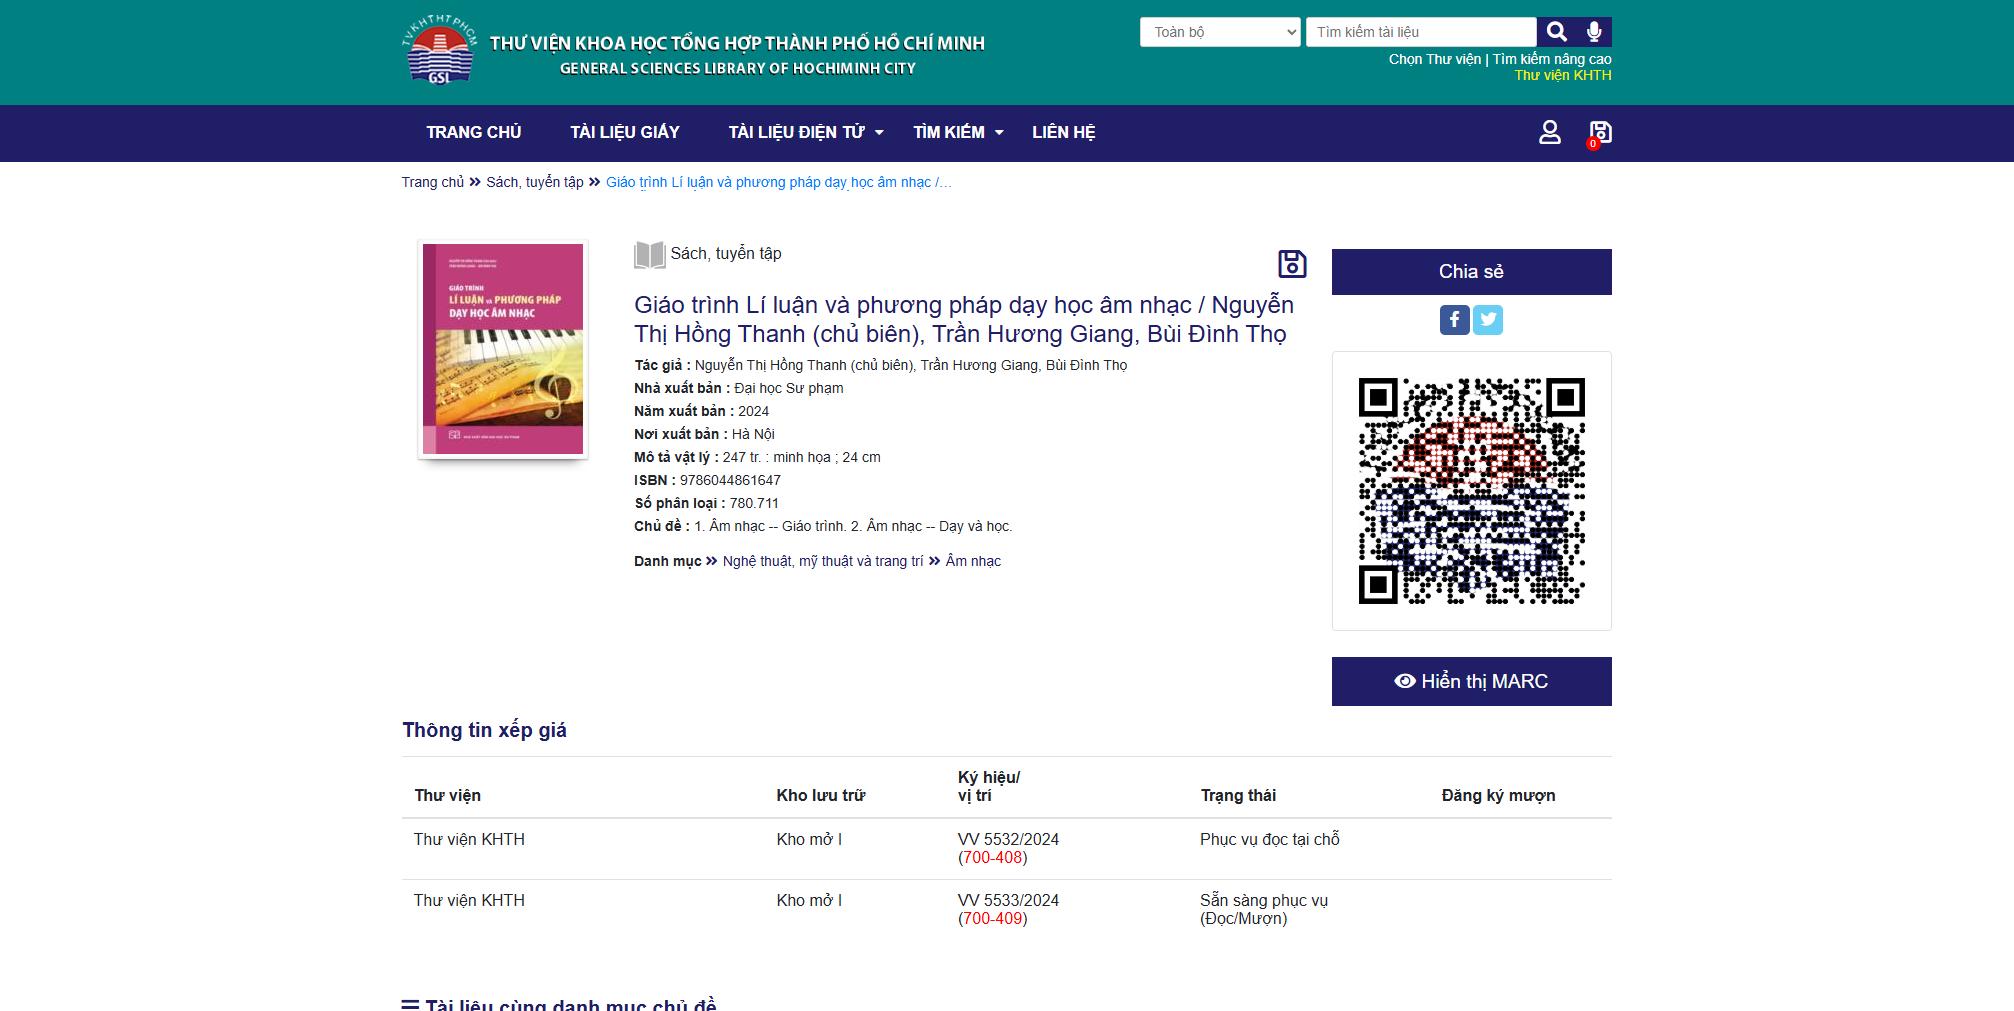 TVKHTHTPHCM
GSL
THƯ VIỆN KHOA HỌC TỔNG HỢP THÀNH PHỐ HỒ CHÍ MINH
GENERAL SCIENCES LIBRARY OF HOCHIMINH CITY
Toàn bộ
Tìm kiếm tài liệu
Chọn Thư viện | Tìm kiếm nâng cao
Thư viện KHTH
TRANG CHỦ
TÀI LIỆU GIẤY
TÀI LIỆU ĐIỆN TỬ
TÌM KIẾM
LIÊN HỆ
0
Trang chủ » Sách, tuyển tập » Giáo trình Lí luận và phương pháp dạy học âm nhạc /...
GIÁO TRÌNH
LÍ LUẬN VÀ PHƯƠNG PHÁP
DẠY HỌC ÂM NHẠC
Sách, tuyển tập
Giáo trình Lí luận và phương pháp dạy học âm nhạc / Nguyễn
Thị Hồng Thanh (chủ biên), Trần Hương Giang, Bùi Đình Thọ
Tác giả : Nguyễn Thị Hồng Thanh (chủ biên), Trần Hương Giang, Bùi Đình Thọ
Nhà xuất bản : Đại học Sư phạm
Năm xuất bản : 2024
Nơi xuất bản : Hà Nội
Mô tả vật lý : 247 tr. : minh họa ; 24 cm
ISBN : 9786044861647
Số phân loại : 780.711
Chủ đề : 1. Âm nhạc -- Giáo trình. 2. Âm nhạc -- Dạy và học.
Danh mục » Nghệ thuật, mỹ thuật và trang trí » Âm nhạc
Chia sẻ
Hiển thị MARC
Thông tin xếp giá
Thư viện
Kho lưu trữ
Ký hiệu/
vị trí
Trạng thái
Đăng ký mượn
Thư viện KHTH
Kho mở I
VV 5532/2024
(700-408)
Phục vụ đọc tại chỗ
Thư viện KHTH
Kho mở I
VV 5533/2024
(700-409)
Sẵn sàng phục vụ
(Đọc/Mượn)
Tài liệu cùng danh mục chủ đề